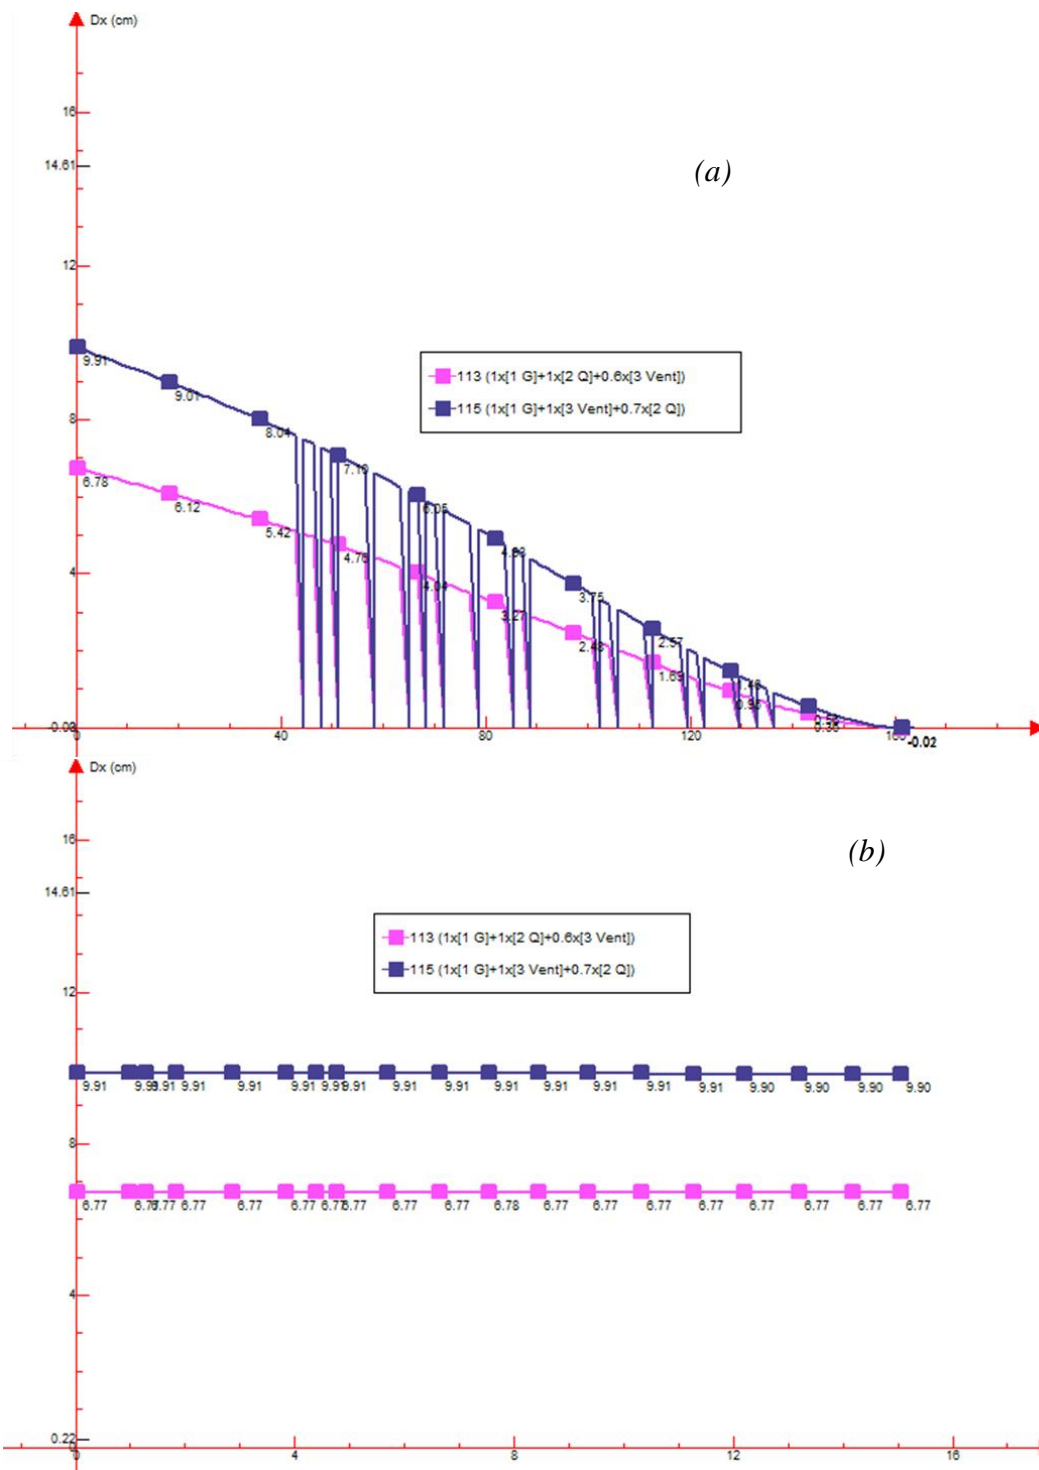 Dx (cm)
16
14.61
(a)
12
9.91
113 (1x[1 G]+1x[2 Q]+0.6x[3 Vent])
9.01
115 (1x[1 G]+1x[3 Vent]+0.7x[2 Q])
8
8.04
7.10
6.78
6.12
6.05
5.42
4.76
4.93
4
4.04
3.75
3.27
2.48
2.57
1.69
1.46
0.95
0 40 80 120 160 -0.02
Dx (cm)
16
(b)
14.61
113 (1x[1 G]+1x[2 Q]+0.6x[3 Vent])
115 (1x[1 G]+1x[3 Vent]+0.7x[2 Q])
12
9.91 9.91 9.91 9.91 9.91 9.91 9.91 9.91 9.91 9.91 9.91 9.91 9.91 9.90 9.90 9.90 9.90
8
6.77 6.77 6.77 6.77 6.77 6.77 6.77 6.78 6.77 6.77 6.77 6.77 6.77 6.77 6.77 6.77
4
0.22
0 4 8 12 16